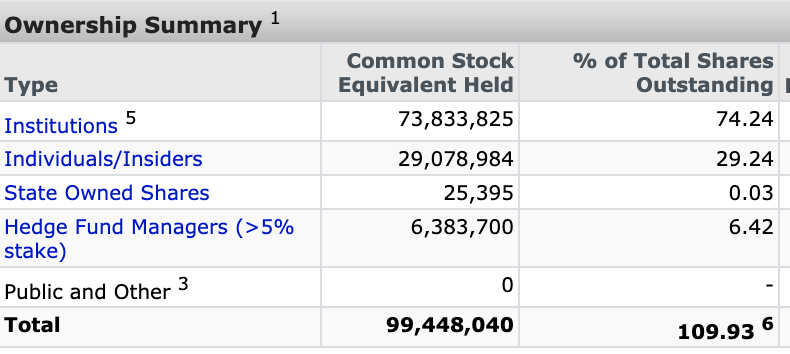 Ownership Summary 1
Type Common Stock Equivalent Held % of Total Shares Outstanding
Institutions 5 73,833,825 74.24
Individuals/Insiders 29,078,984 29.24
State Owned Shares 25,395 0.03
Hedge Fund Managers (>5% stake) 6,383,700 6.42
Public and Other 3 0 -
Total 99,448,040 109.93 6